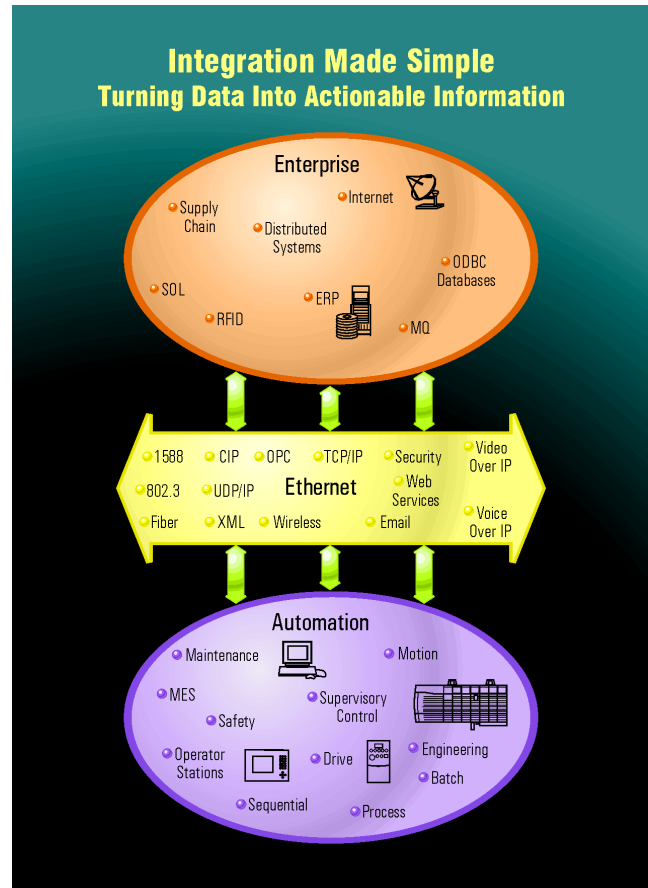 Integration Made Simple
Turning Data Into Actionable Information
Enterprise
Internet
Supply
Chain
Distributed
Systems
ODBC
Databases
SOL
ERP
RFID
MQ
1588
CIP
OPC
TCP/IP
Security
Video
Over IP
802.3
UDP/IP
Ethernet
Web
Services
Fiber
XML
Wireless
Email
Voice
Over IP
Automation
Maintenance
Motion
MES
Supervisory
Control
Safety
Operator
Stations
Drive
Engineering
Batch
Sequential
Process